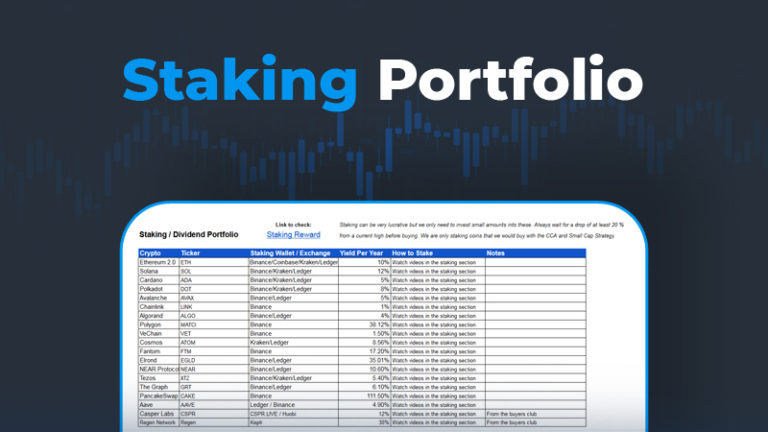 Staking Portfolio
Link to check: Staking can be very lucrative but we only need to invest small amounts into these. Always wait for a drop of at least 20 %
Staking / Dividend Portfolio Staking Reward from a current high before buying. We are only staking coins that we would buy with the CCA and Small Cap Strategy
Crypto Ticker Staking Wallet / Exchange Yield Per Year How to Stake Notes
Ethereum 2.0 ETH Binance/Coinbase/Kraken/Ledger 10% Watch videos in the staking section
Solana SOL Binance/Kraken/Ledger 12% Watch videos in the staking section
Cardano ADA Binance/Kraken/Ledger 5% Watch videos in the staking section
Polkadot DOT Binance/Kraken/Ledger 8% Watch videos in the staking section
Avalanche AVAX Binance/Ledger 5% Watch videos in the staking section
Chainlink LINK Binance 1% Watch videos in the staking section
Algorand ALGO Binance/Ledger 4% Watch videos in the staking section
Polygon MATIC Binance 38.12% Watch videos in the staking section
VeChain VET Binance 1.50% Watch videos in the staking section
Cosmos ATOM Kraken/Ledger 8.56% Watch videos in the staking section
Fantom FTM Binance 17.20% Watch videos in the staking section
Elrond EGLD Binance/Ledger 35.01% Watch videos in the staking section
NEAR Protocol NEAR Binance/Ledger 10.60% Watch videos in the staking section
Tezos XTZ Binance/Kraken/Ledger 5.40% Watch videos in the staking section
The Graph GRT Binance/Ledger 6.10% Watch videos in the staking section
PancakeSwap CAKE Binance 111.50% Watch videos in the staking section
Aave AAVE Ledger / Binance 4.90% Watch videos in the staking section
Casper Labs CSPR CSPR LIVE / Huobi 12% Watch videos in the staking section From the buyers club
Regen Network Regen Keplr 38% Watch videos in the staking section From the buyers club